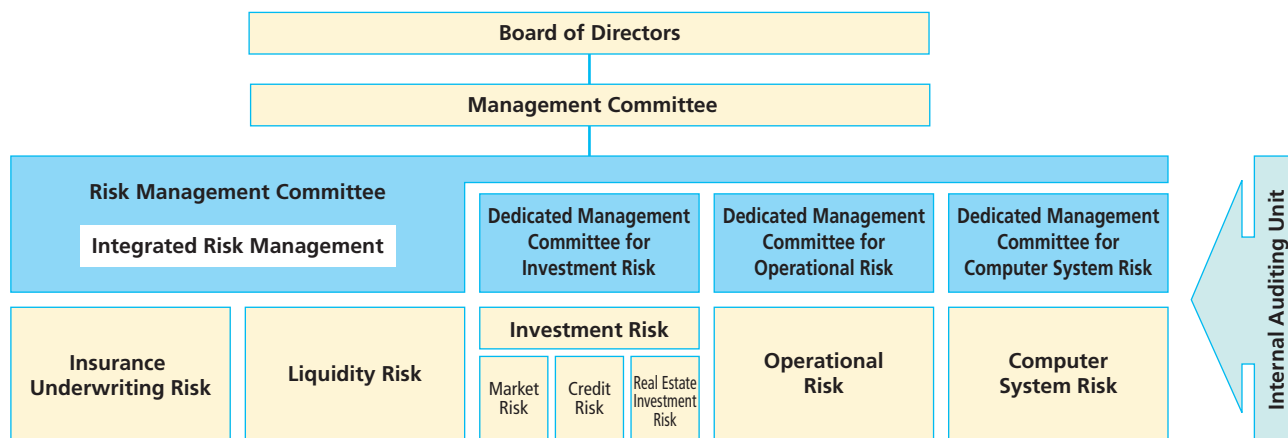 Board of Directors
Management Committee
Risk Management Committee
Integrated Risk Management
Dedicated Management
Committee for
Investment Risk
Dedicated Management
Committee for
Operational Risk
Dedicated Management
Committee for
Computer System Risk
Insurance
Underwriting Risk
Liquidity Risk
Investment Risk
Market
Risk
Credit
Risk
Real Estate
Investment
Risk
Operational
Risk
Computer
System Risk
Internal Auditing Unit